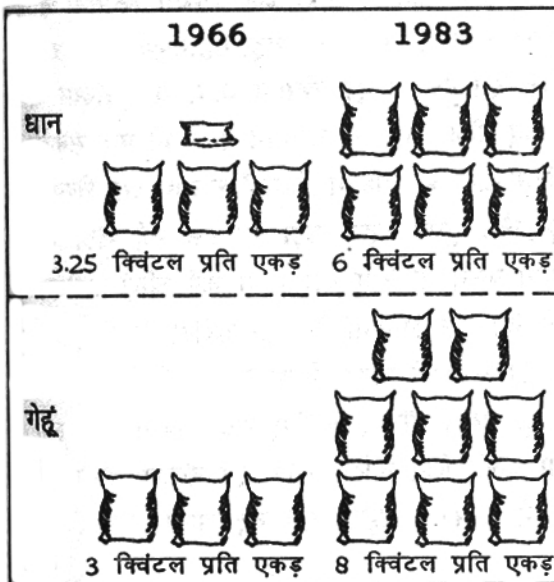 1966 1983
धान
3.25 क्विंटल प्रति एकड़ 6 क्विंटल प्रति एकड़
गेहूं
3 क्विंटल प्रति एकड़ 8 क्विंटल प्रति एकड़